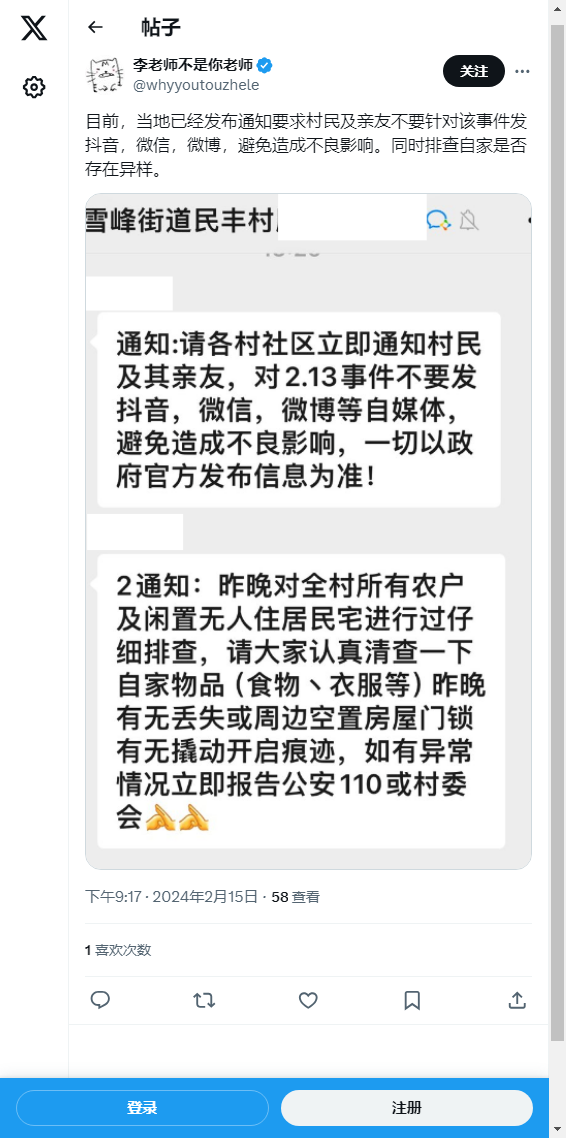 帖子
李老师不是你老师
@whyyoutouzhele
关注
目前，当地已经发布通知要求村民及亲友不要针对该事件发
抖音，微信，微博，避免造成不良影响。同时排查自家是否
存在异样。
雪峰街道民丰村
通知:请各村社区立即通知村民
及其亲友，对2.13事件不要发
抖音，微信，微博等自媒体，
避免造成不良影响，一切以政
府官方发布信息为准！
2通知：昨晚对全村所有农户
及闲置无人住居民宅进行过仔
细排查，请大家认真清查一下
自家物品（食物丶衣服等）昨晚
有无丢失或周边空置房屋门锁
有无撬动开启痕迹，如有异常
情况立即报告公安110或村委
会
下午9:17 · 2024年2月15日 · 58 查看
1 喜欢次数
登录
注册